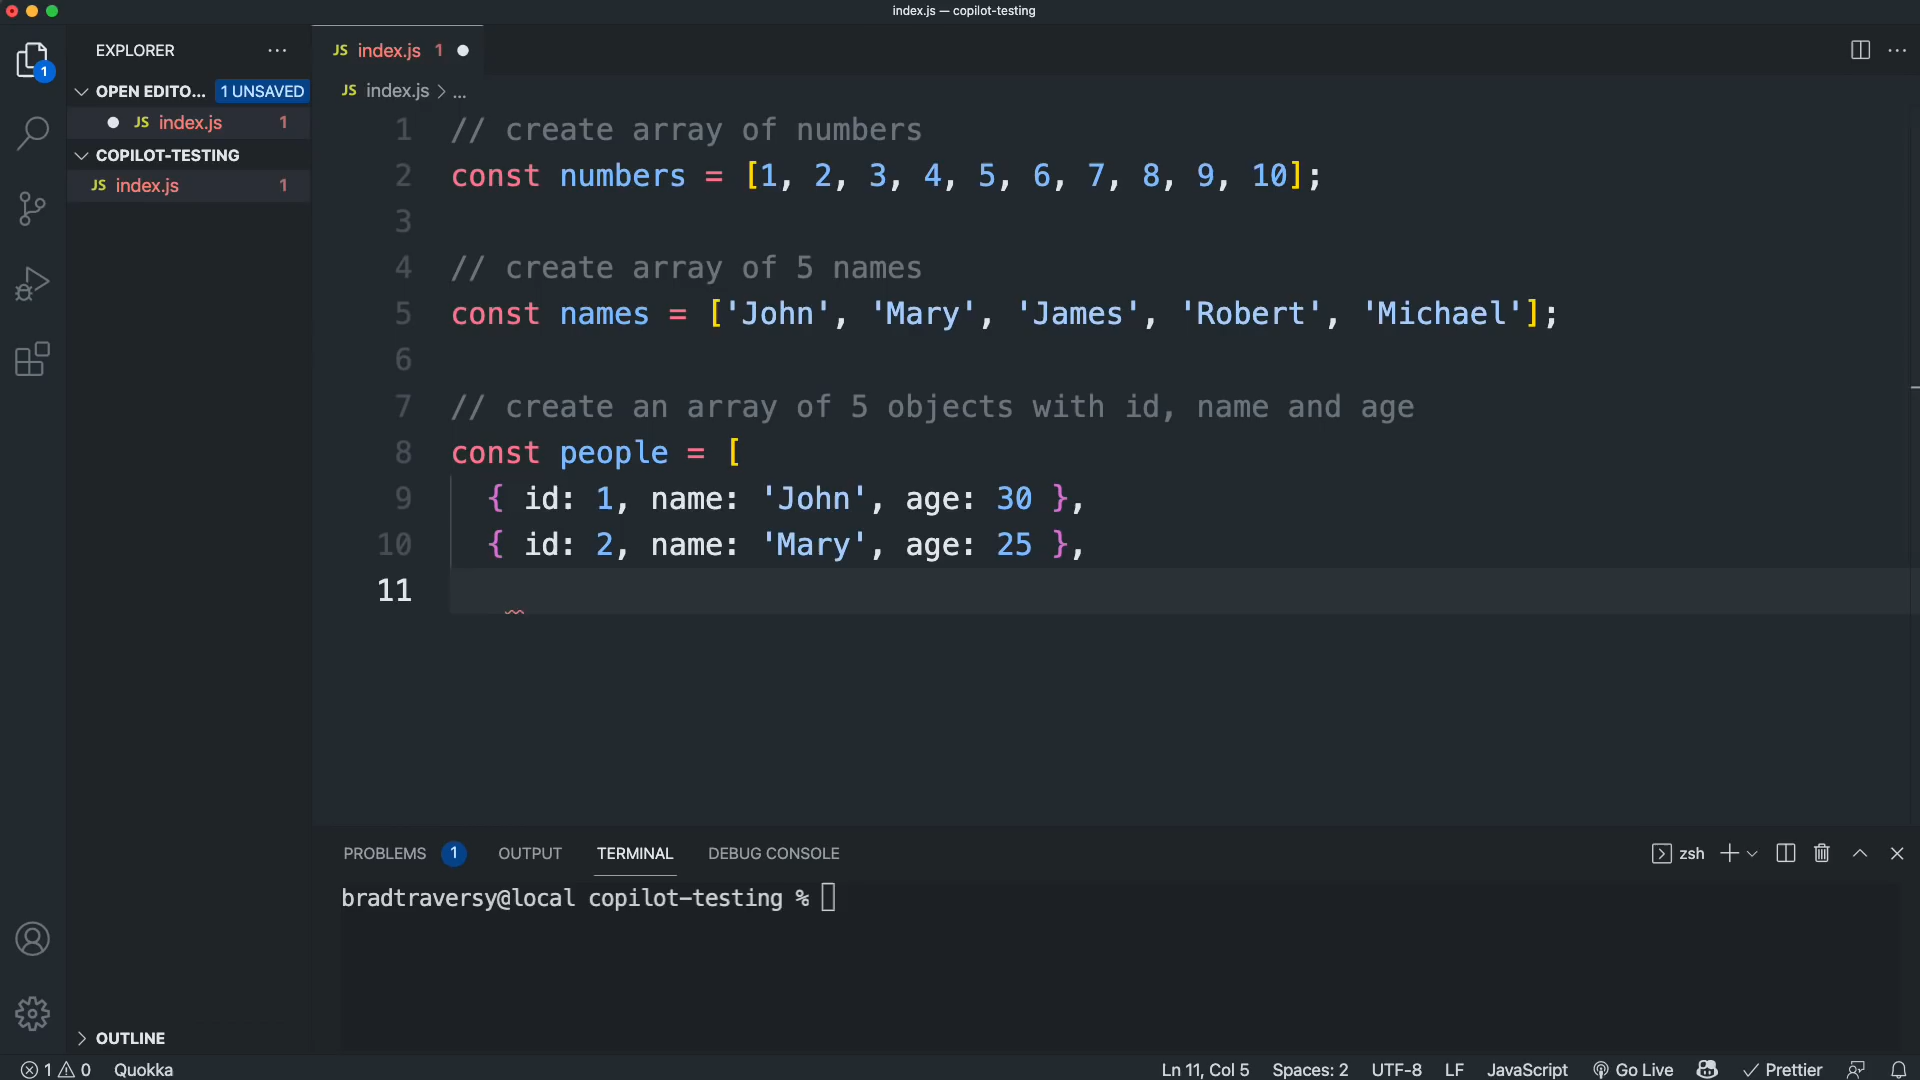 index.js — copilot-testing
EXPLORER
JS index.js 1
1
OPEN EDITO... 1 UNSAVED
JS index.js > ...
JS index.js 1
COPILOT-TESTING
JS index.js 1
1 // create array of numbers
2 const numbers = [1, 2, 3, 4, 5, 6, 7, 8, 9, 10];
3
4 // create array of 5 names
5 const names = ['John', 'Mary', 'James', 'Robert', 'Michael'];
6
7 // create an array of 5 objects with id, name and age
8 const people = [
9 { id: 1, name: 'John', age: 30 },
10 { id: 2, name: 'Mary', age: 25 },
11
PROBLEMS 1 OUTPUT TERMINAL DEBUG CONSOLE
zsh
bradtraversy@local copilot-testing %
OUTLINE
1 0 Quokka
Ln 11, Col 5 Spaces: 2 UTF-8 LF JavaScript Go Live Prettier